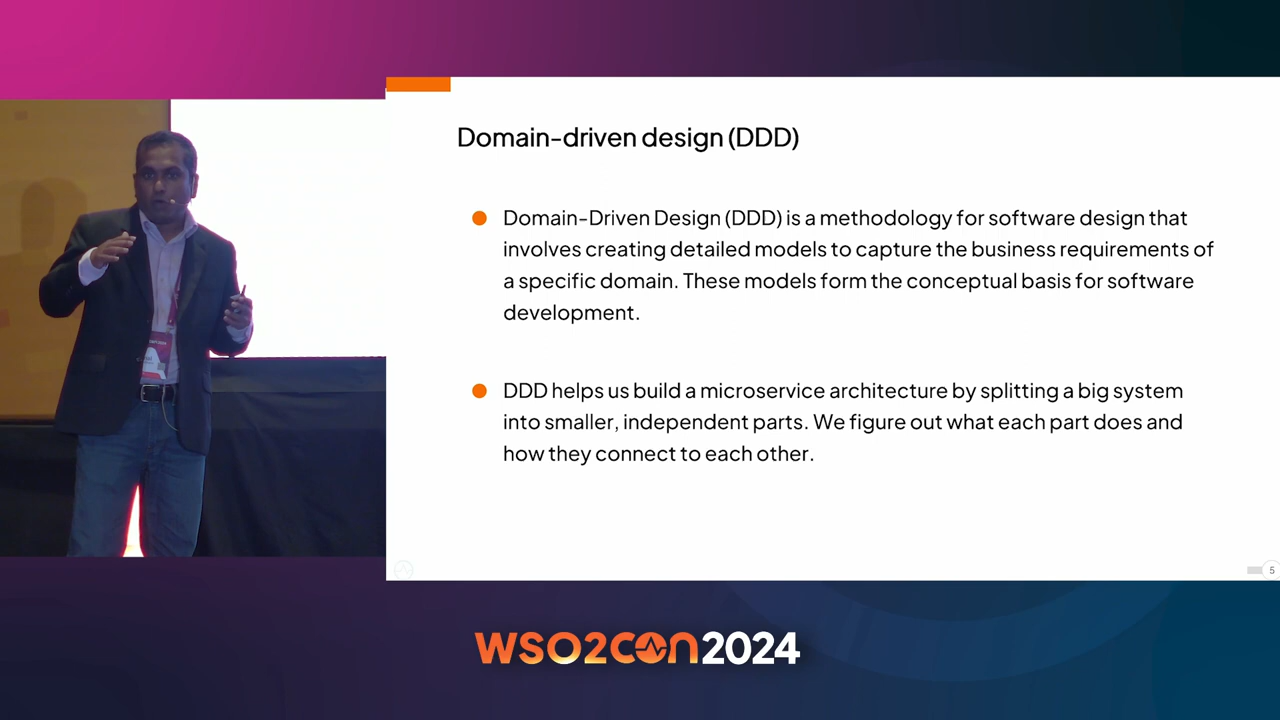 Domain-driven design (DDD)
Domain-Driven Design (DDD) is a methodology for software design that
involves creating detailed models to capture the business requirements of
a specific domain. These models form the conceptual basis for software
development.
DDD helps us build a microservice architecture by splitting a big system
into smaller, independent parts. We figure out what each part does and
how they connect to each other.
5
WSO2CON2024